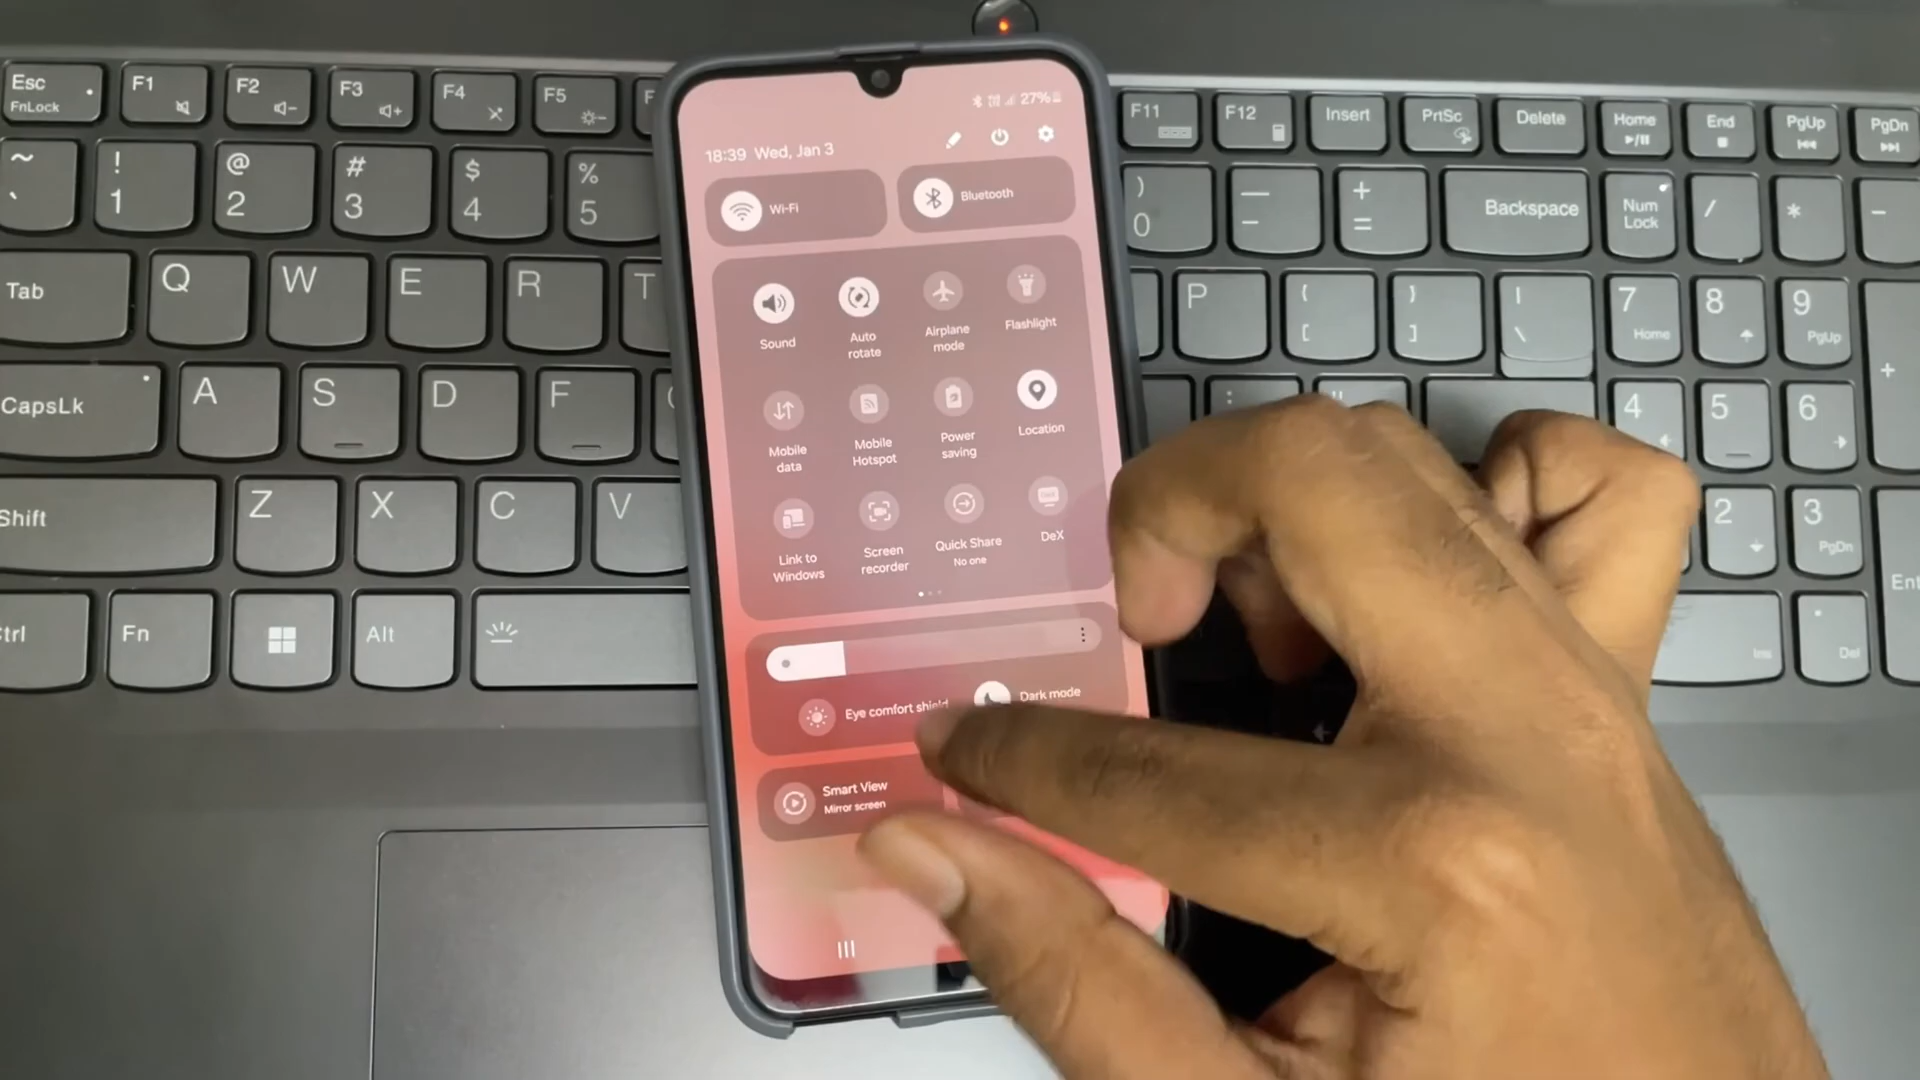 Esc
FnLock
F1
F2
F3
F4
F5
F
F11
F12
Insert
PrtSc
Delete
Home
End
PgUp
PgDn
~
`
!
1
@
2
#
3
$
4
%
5
)
0
—
-
+
=
Backspace
Num
Lock
/
*
-
Tab
Q
W
E
R
T
P
[
]
|
\
7
Home
8
9
PgUp
+
CapsLk
A
S
D
F
:
"
4
5
6
Shift
Z
X
C
V
2
3
PgDn
Ent
Ctrl
Fn
Alt
Ins
.
Del
27%
18:39 Wed, Jan 3
Wi-Fi
Bluetooth
Sound
Auto
rotate
Airplane
mode
Flashlight
Mobile
data
Mobile
Hotspot
Power
saving
Location
Link to
Windows
Screen
recorder
Quick Share
No one
DeX
Eye comfort shield
Dark mode
Smart View
Mirror screen